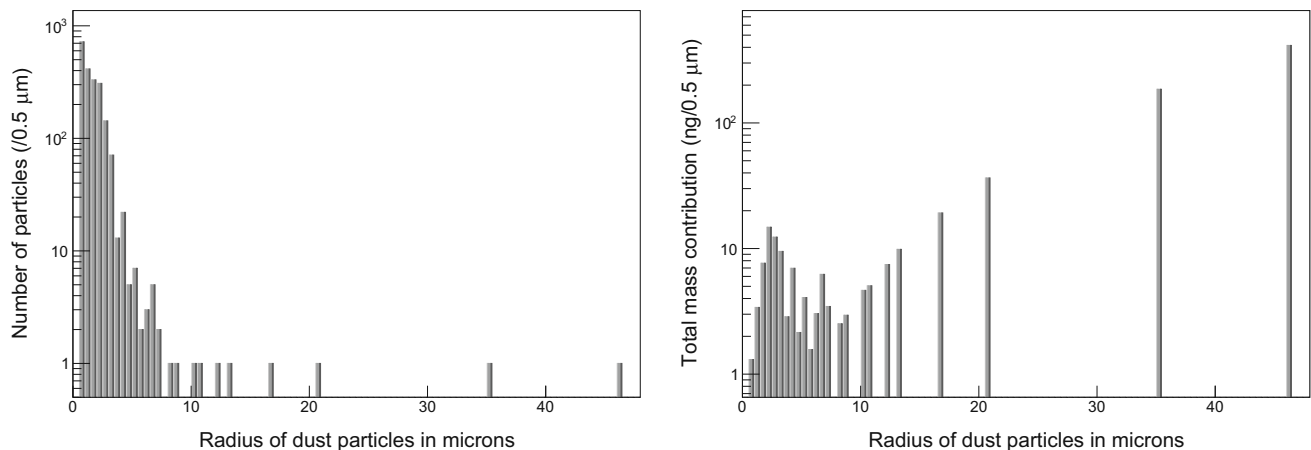 Number of particles (/0.5 μm)
10³
10²
10
1
0 10 20 30 40
Radius of dust particles in microns
Total mass contribution (ng/0.5 μm)
10²
10
1
0 10 20 30 40
Radius of dust particles in microns